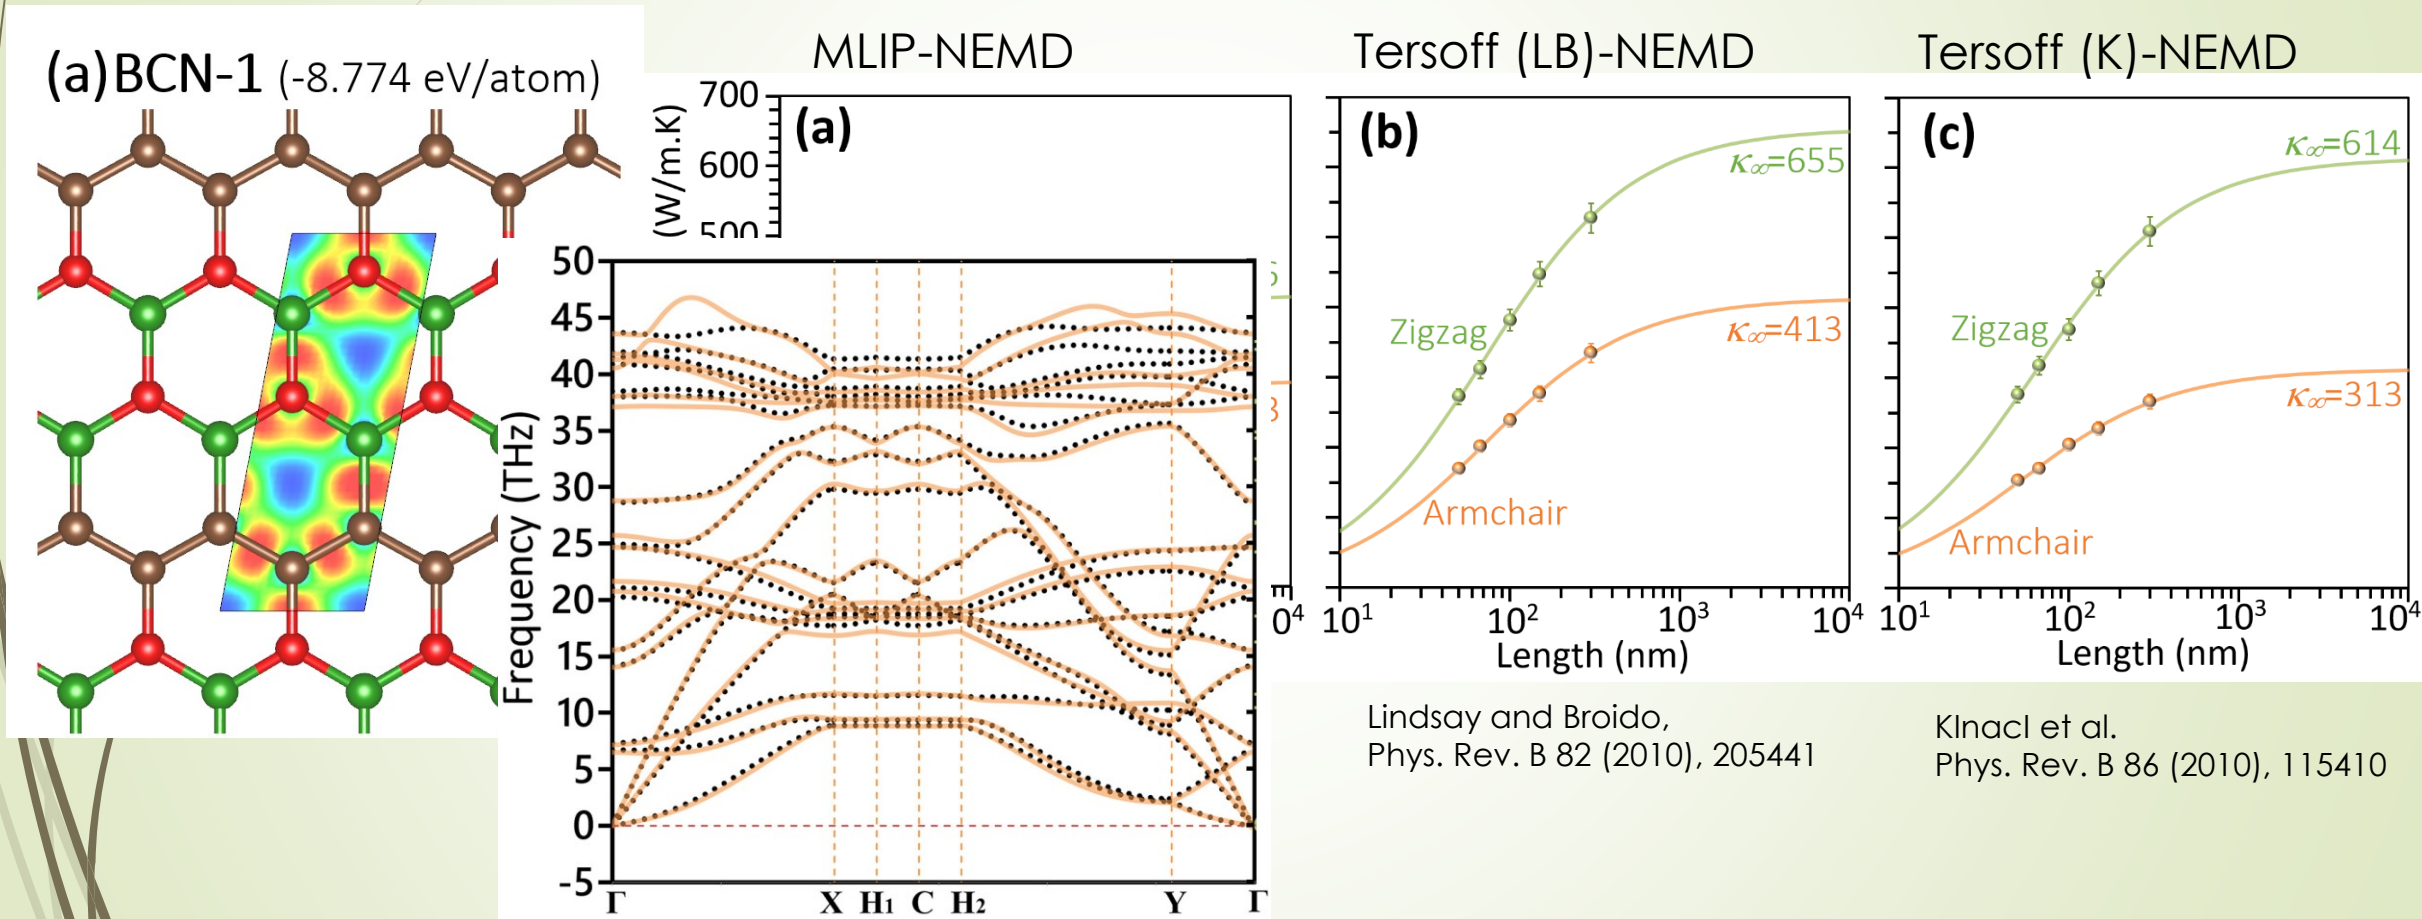 (a) BCN-1 (-8.774 eV/atom)
MLIP-NEMD
Tersoff (LB)-NEMD
Tersoff (K)-NEMD
(W/m.K)
700
600
500
(a)
Frequency (THz)
50
45
40
35
30
25
20
15
10
5
0
-5
Γ X H₁ C H₂ Y Γ
0⁴
(b)
κ∞=655
Zigzag
κ∞=413
Armchair
10¹ 10² 10³ 10⁴
Length (nm)
(c)
κ∞=614
Zigzag
κ∞=313
Armchair
10¹ 10² 10³ 10⁴
Length (nm)
Lindsay and Broido,
Phys. Rev. B 82 (2010), 205441
KInacI et al.
Phys. Rev. B 86 (2010), 115410